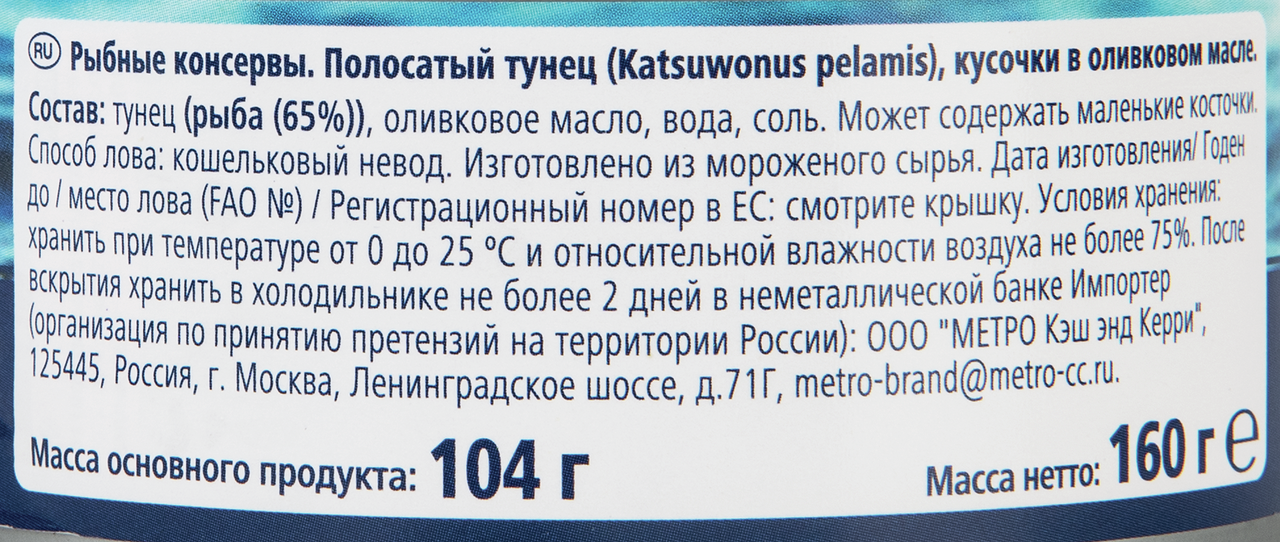 RU Рыбные консервы. Полосатый тунец (Katsuwonus pelamis), кусочки в оливковом масле.
Состав: тунец (рыба (65%)), оливковое масло, вода, соль. Может содержать маленькие косточки.
Способ лова: кошельковый невод. Изготовлено из мороженого сырья. Дата изготовления/ Годен
до / место лова (FAO №) / Регистрационный номер в ЕС: смотрите крышку. Условия хранения:
хранить при температуре от 0 до 25 °С и относительной влажности воздуха не более 75%. После
вскрытия хранить в холодильнике не более 2 дней в неметаллической банке Импортер
(организация по принятию претензий на территории России): ООО "МЕТРО Кэш энд Керри",
125445, Россия, г. Москва, Ленинградское шоссе, д.71Г, metro-brand@metro-cc.ru.
Масса основного продукта: 104 г
Масса нетто: 160 г ℮